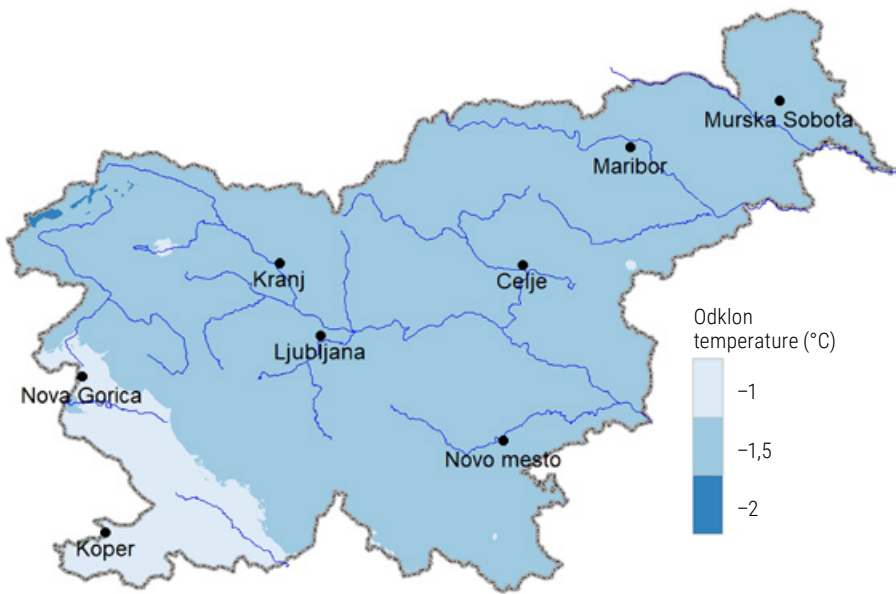 Murska Sobota
Maribor
Kranj
Celje
Ljubljana
Nova Gorica
Novo mesto
Koper
Odklon
temperature (°C)
−1
−1,5
−2